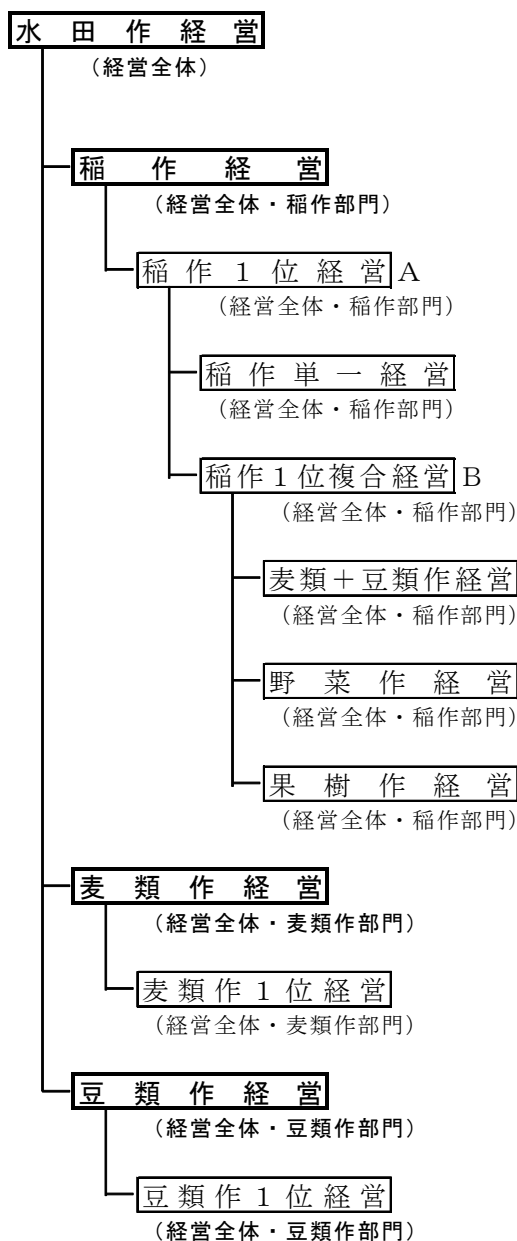 水田作経営
（経営全体）
稲作経営
（経営全体・稲作部門）
稲作１位経営A
（経営全体・稲作部門）
稲作単一経営
（経営全体・稲作部門）
稲作１位複合経営B
（経営全体・稲作部門）
麦類＋豆類作経営
（経営全体・稲作部門）
野菜作経営
（経営全体・稲作部門）
果樹作経営
（経営全体・稲作部門）
麦類作経営
（経営全体・麦類作部門）
麦類作１位経営
（経営全体・麦類作部門）
豆類作経営
（経営全体・豆類作部門）
豆類作１位経営
（経営全体・豆類作部門）